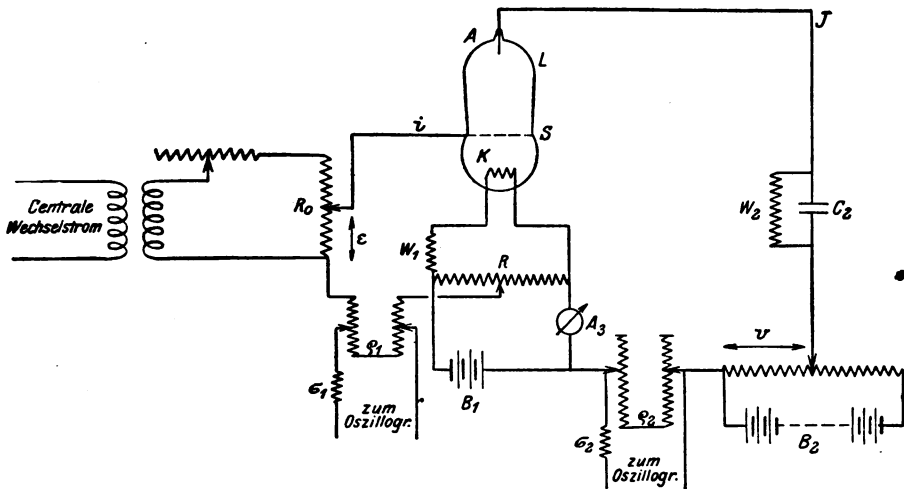 J
A
L
i
S
K
Centrale
Wechselstrom
R₀
ε
W₂
C₂
W₁
R
A₃
v
ϱ₁
σ₁
B₁
zum
Oszillogr.
ϱ₂
σ₂
B₂
zum
Oszillogr.